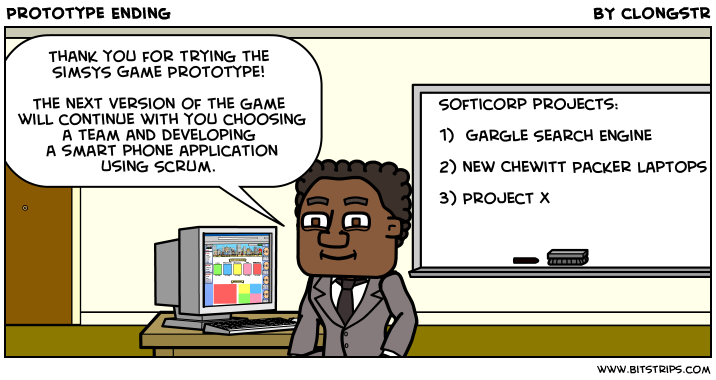 PROTOTYPE ENDING
BY CLONGSTR
THANK YOU FOR TRYING THE
SIMSYS GAME PROTOTYPE!
THE NEXT VERSION OF THE GAME
WILL CONTINUE WITH YOU CHOOSING
A TEAM AND DEVELOPING
A SMART PHONE APPLICATION
USING SCRUM.
SOFTICORP PROJECTS:
1) GARGLE SEARCH ENGINE
2) NEW CHEWITT PACKER LAPTOPS
3) PROJECT X
WWW.BITSTRIPS.COM